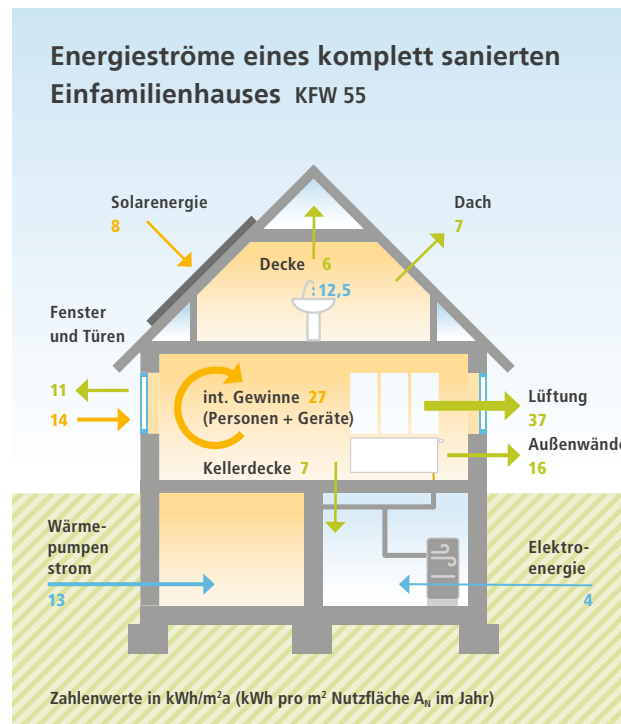 Energieströme eines komplett sanierten
Einfamilienhauses KFW 55
Solarenergie
8
Dach
7
Decke 6
12,5
Fenster
und Türen
11
14
int. Gewinne 27
(Personen + Geräte)
Lüftung
37
Außenwände
16
Kellerdecke 7
Wärme-
pumpen
strom
13
Elektro-
energie
4
Zahlenwerte in kWh/m²a (kWh pro m² Nutzfläche Aₙ im Jahr)